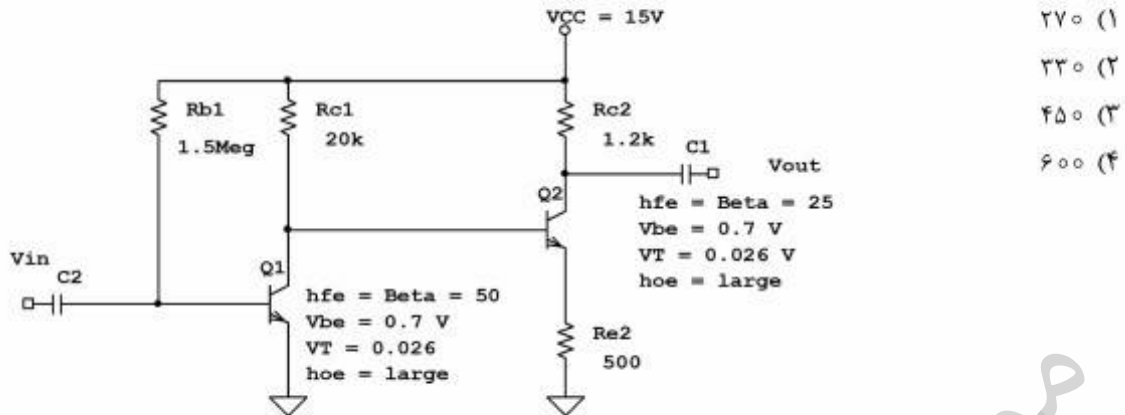 VCC = 15V
Rb1
1.5Meg
Rc1
20k
Rc2
1.2k
C1
Vout
Q2
hfe = Beta = 25
Vbe = 0.7 V
VT = 0.026 V
hoe = large
Vin
C2
Q1
hfe = Beta = 50
Vbe = 0.7 V
VT = 0.026
hoe = large
Re2
500
۱) ۲۷۰
۲) ۳۳۰
۳) ۴۵۰
۴) ۶۰۰